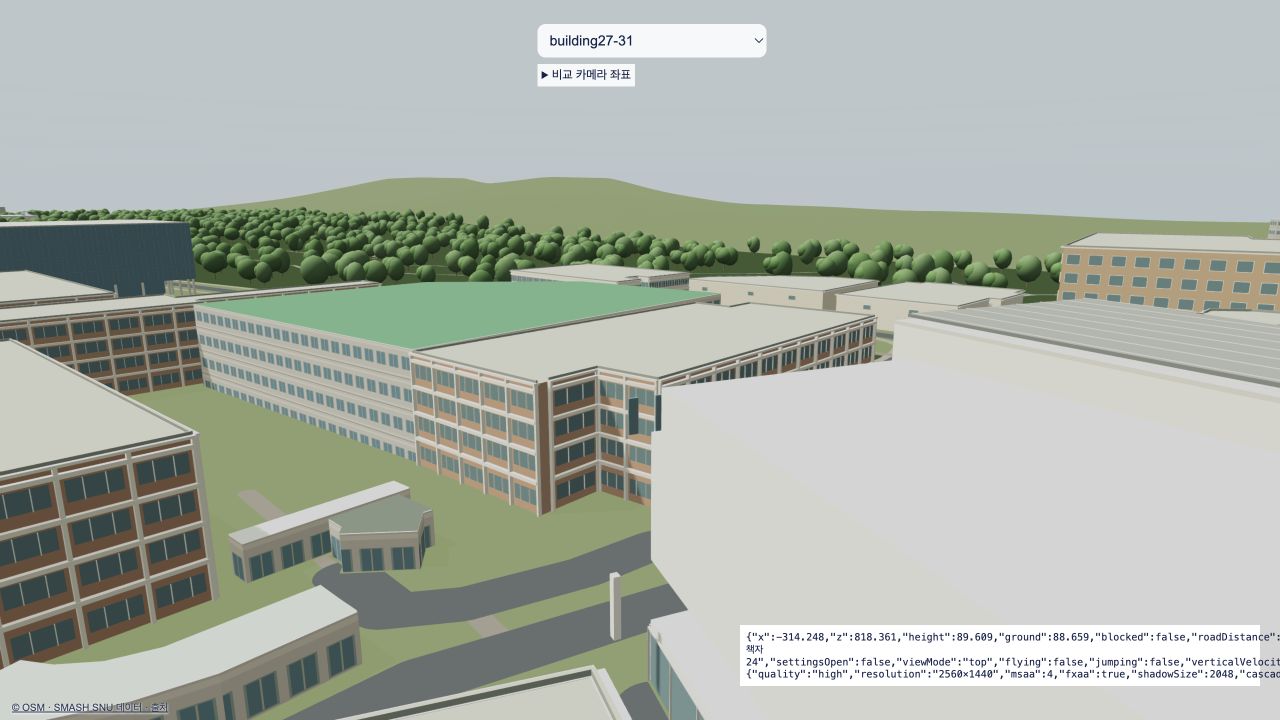 building27-31
▶ 비교 카메라 좌표
{"x":-314.248,"z":818.361,"height":89.609,"ground":88.659,"blocked":false,"roadDistance":
책자
24","settingsOpen":false,"viewMode":"top","flying":false,"jumping":false,"verticalVelocit
{"quality":"high","resolution":"2560×1440","msaa":4,"fxaa":true,"shadowSize":2048,"cascad
© OSM · SMASH SNU 데이터 · 출처